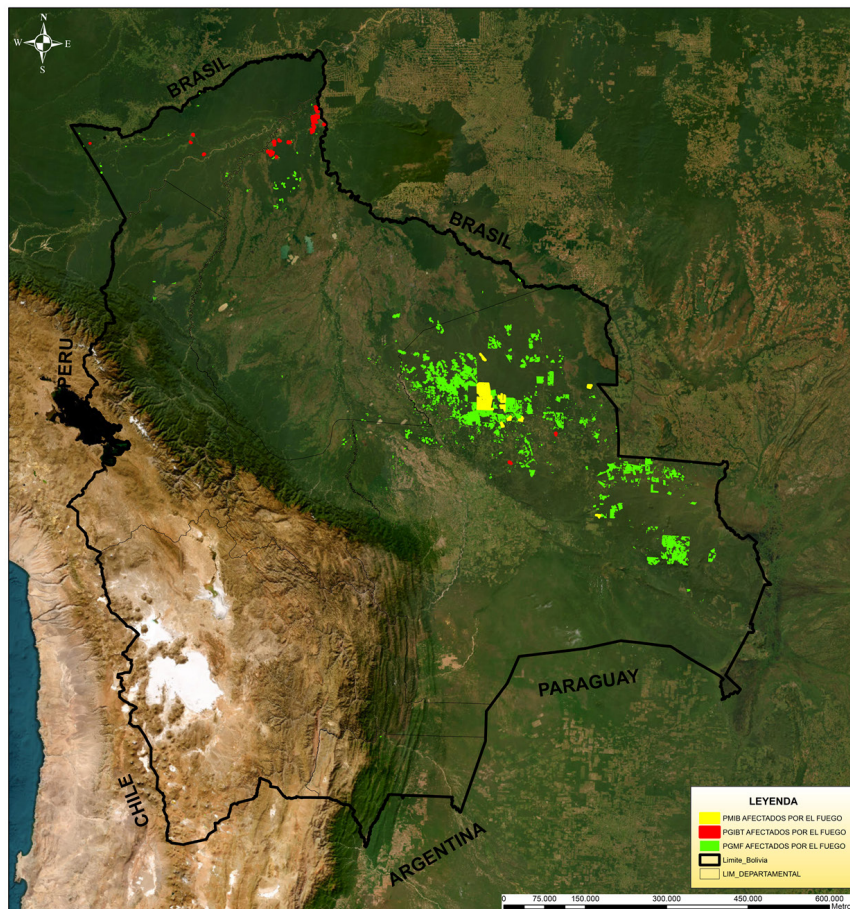 N
W E
S
BRASIL
BRASIL
PERU
PARAGUAY
CHILE
ARGENTINA
LEYENDA
PMIB AFECTADOS POR EL FUEGO
PGIBT AFECTADOS POR EL FUEGO
PGMF AFECTADOS POR EL FUEGO
Limite_Bolivia
LIM_DEPARTAMENTAL
0 75.000 150.000 300.000 450.000 600.000
Metro